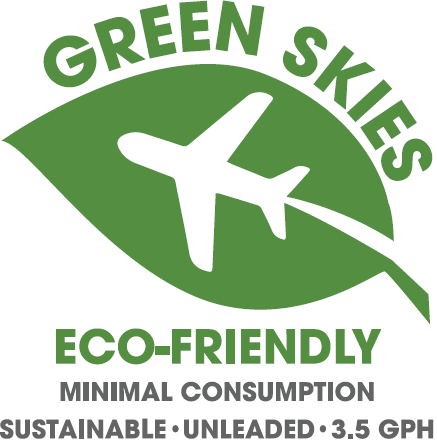 GREEN SKIES
ECO-FRIENDLY
MINIMAL CONSUMPTION
SUSTAINABLE · UNLEADED · 3.5 GPH